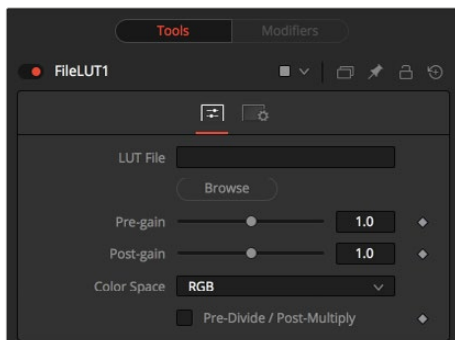 Tools Modifiers
FileLUT1
LUT File
Browse
Pre-gain 1.0
Post-gain 1.0
Color Space RGB
Pre-Divide / Post-Multiply